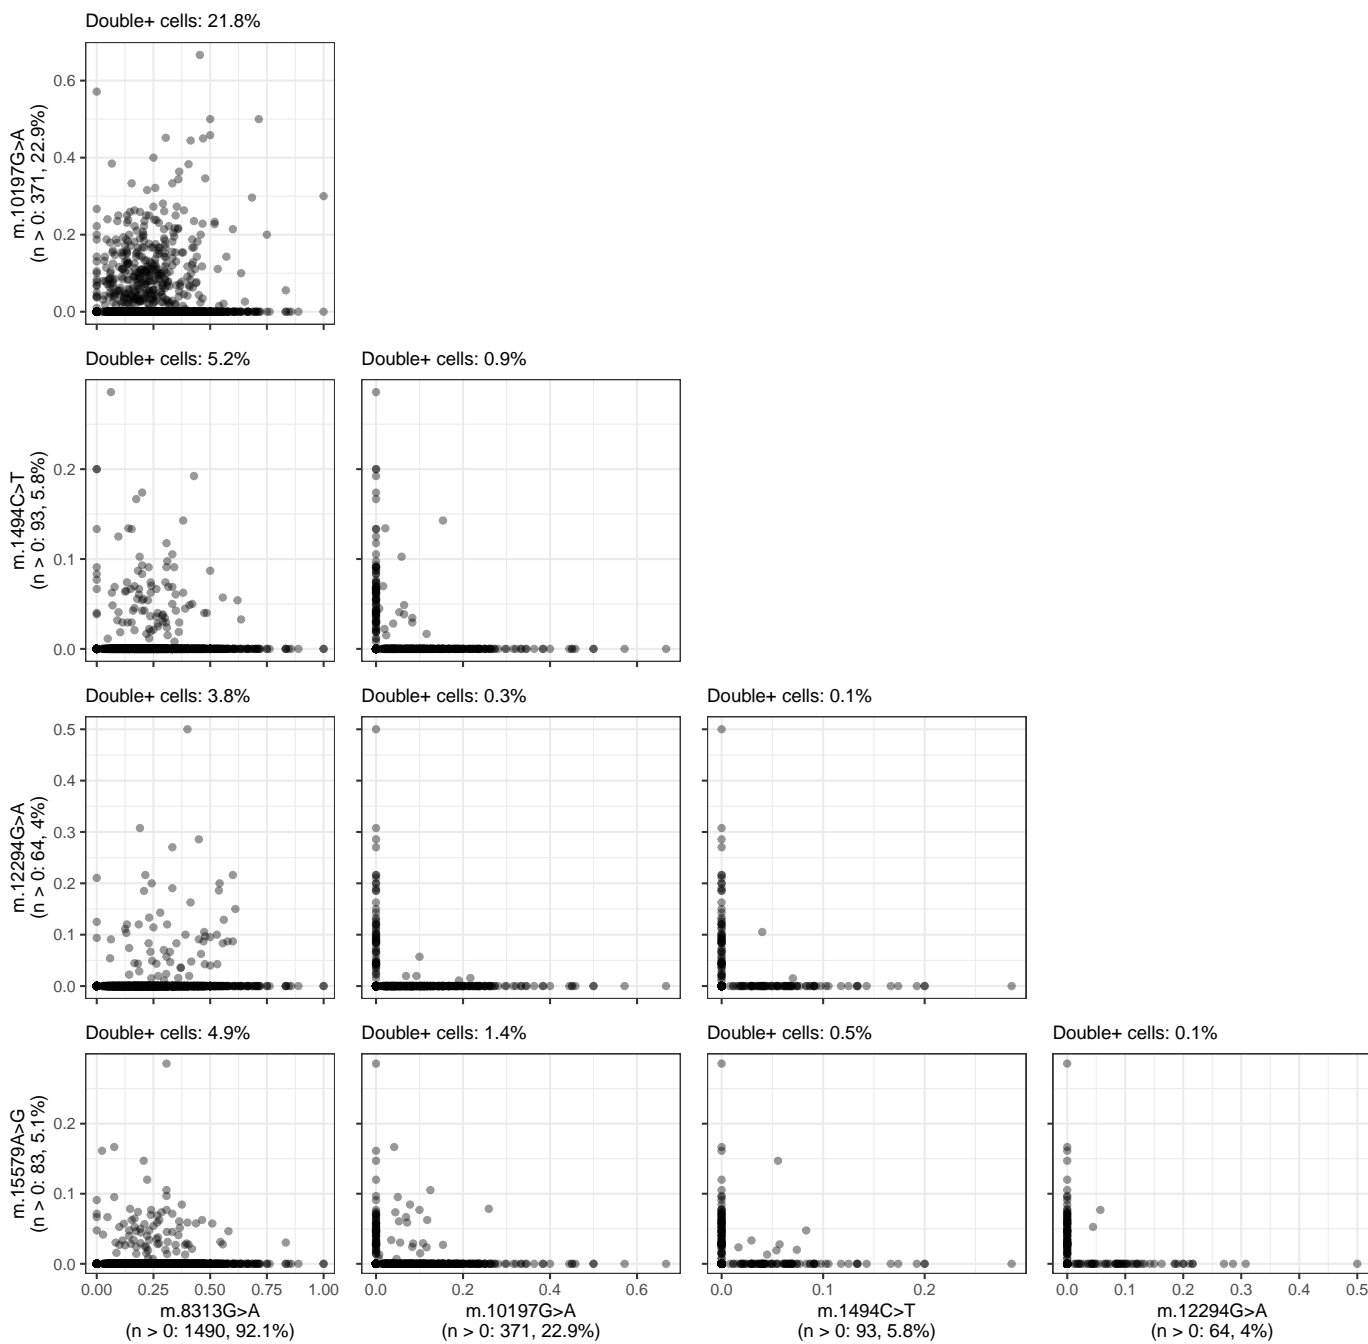 Double+ cells: 21.8%
m.10197G>A
(n > 0: 371, 22.9%)
0.6
0.4
0.2
0.0
Double+ cells: 5.2%
Double+ cells: 0.9%
m.1494C>T
(n > 0: 93, 5.8%)
0.2
0.1
0.0
Double+ cells: 3.8%
Double+ cells: 0.3%
Double+ cells: 0.1%
m.12294G>A
(n > 0: 64, 4%)
0.5
0.4
0.3
0.2
0.1
0.0
Double+ cells: 4.9%
Double+ cells: 1.4%
Double+ cells: 0.5%
Double+ cells: 0.1%
m.15579A>G
(n > 0: 83, 5.1%)
0.2
0.1
0.0
0.00 0.25 0.50 0.75 1.00
0.0 0.2 0.4 0.6
0.0 0.1 0.2
0.0 0.1 0.2 0.3 0.4 0.5
m.8313G>A
(n > 0: 1490, 92.1%)
m.10197G>A
(n > 0: 371, 22.9%)
m.1494C>T
(n > 0: 93, 5.8%)
m.12294G>A
(n > 0: 64, 4%)